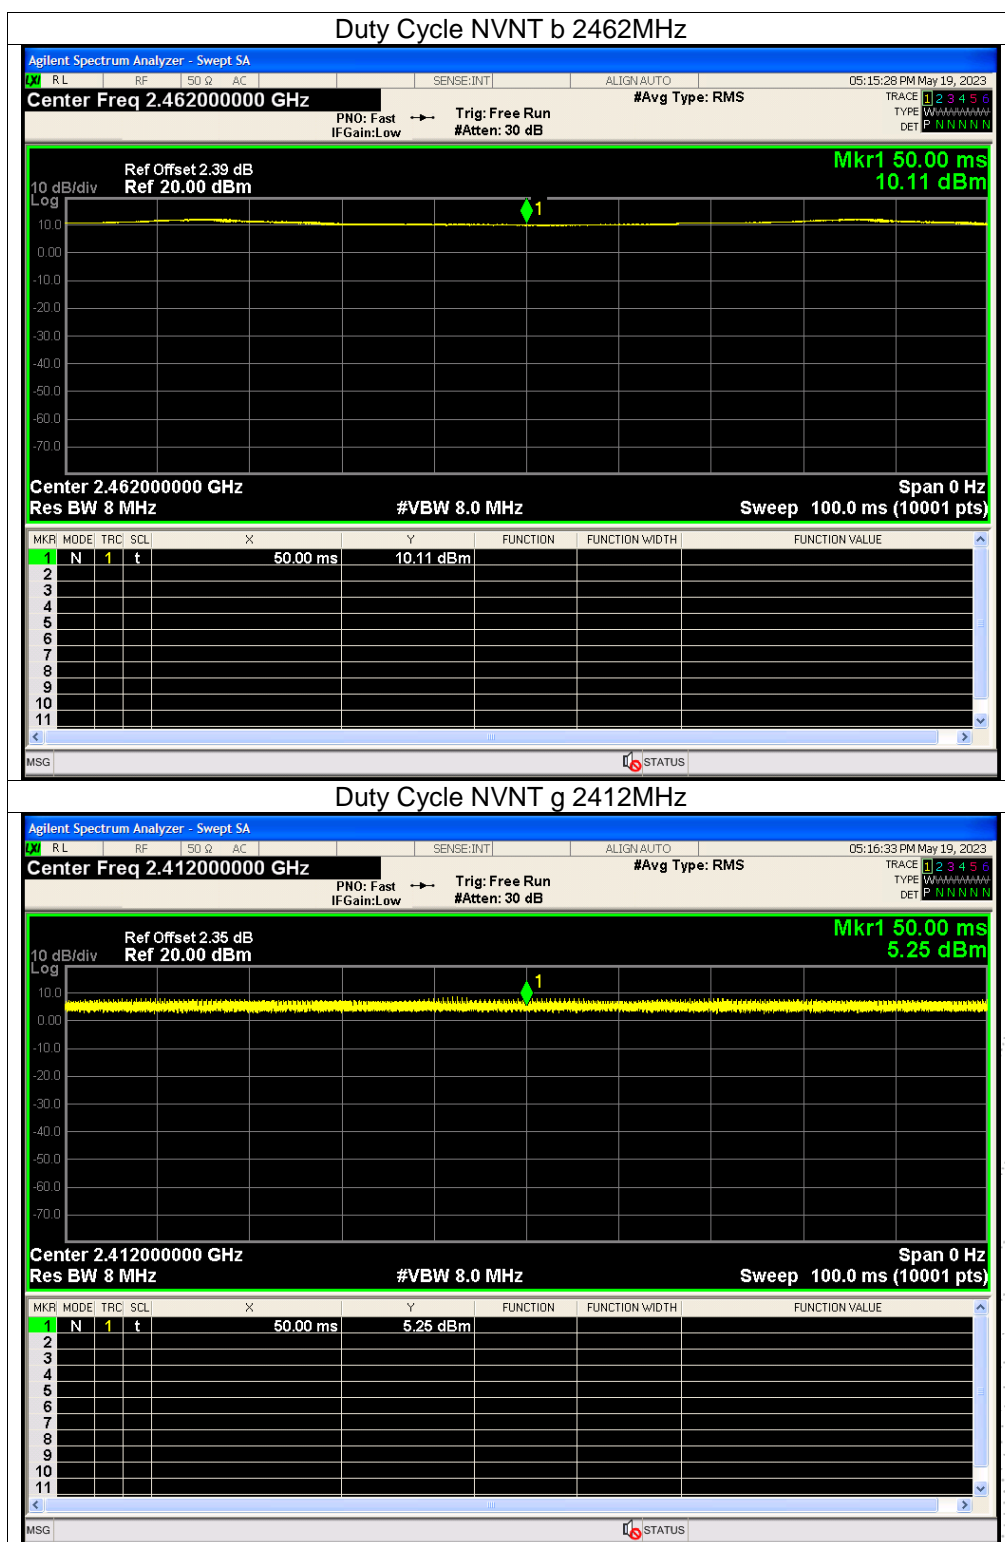 Duty Cycle NVNT b 2462MHz
Agilent Spectrum Analyzer - Swept SA
LXI RL RF 50 Ω AC SENSE:INT ALIGN AUTO 05:15:28 PM May 19, 2023
Center Freq 2.462000000 GHz #Avg Type: RMS TRACE 1 2 3 4 5 6
PNO: Fast Trig: Free Run TYPE WWWWWW
IFGain:Low #Atten: 30 dB DET P N N N N N
Mkr1 50.00 ms
Ref Offset 2.39 dB
10 dB/div Ref 20.00 dBm 10.11 dBm
Log
1
10.0
0.00
-10.0
-20.0
-30.0
-40.0
-50.0
-60.0
-70.0
Center 2.462000000 GHz Span 0 Hz
Res BW 8 MHz #VBW 8.0 MHz Sweep 100.0 ms (10001 pts)
MKR MODE TRC SCL X Y FUNCTION FUNCTION WIDTH FUNCTION VALUE
1 N 1 t 50.00 ms 10.11 dBm
2
3
4
5
6
7
8
9
10
11
MSG STATUS
Duty Cycle NVNT g 2412MHz
Agilent Spectrum Analyzer - Swept SA
LXI RL RF 50 Ω AC SENSE:INT ALIGN AUTO 05:16:33 PM May 19, 2023
Center Freq 2.412000000 GHz #Avg Type: RMS TRACE 1 2 3 4 5 6
PNO: Fast Trig: Free Run TYPE WWWWWW
IFGain:Low #Atten: 30 dB DET P N N N N N
Mkr1 50.00 ms
Ref Offset 2.35 dB
10 dB/div Ref 20.00 dBm 5.25 dBm
Log
1
10.0
0.00
-10.0
-20.0
-30.0
-40.0
-50.0
-60.0
-70.0
Center 2.412000000 GHz Span 0 Hz
Res BW 8 MHz #VBW 8.0 MHz Sweep 100.0 ms (10001 pts)
MKR MODE TRC SCL X Y FUNCTION FUNCTION WIDTH FUNCTION VALUE
1 N 1 t 50.00 ms 5.25 dBm
2
3
4
5
6
7
8
9
10
11
MSG STATUS